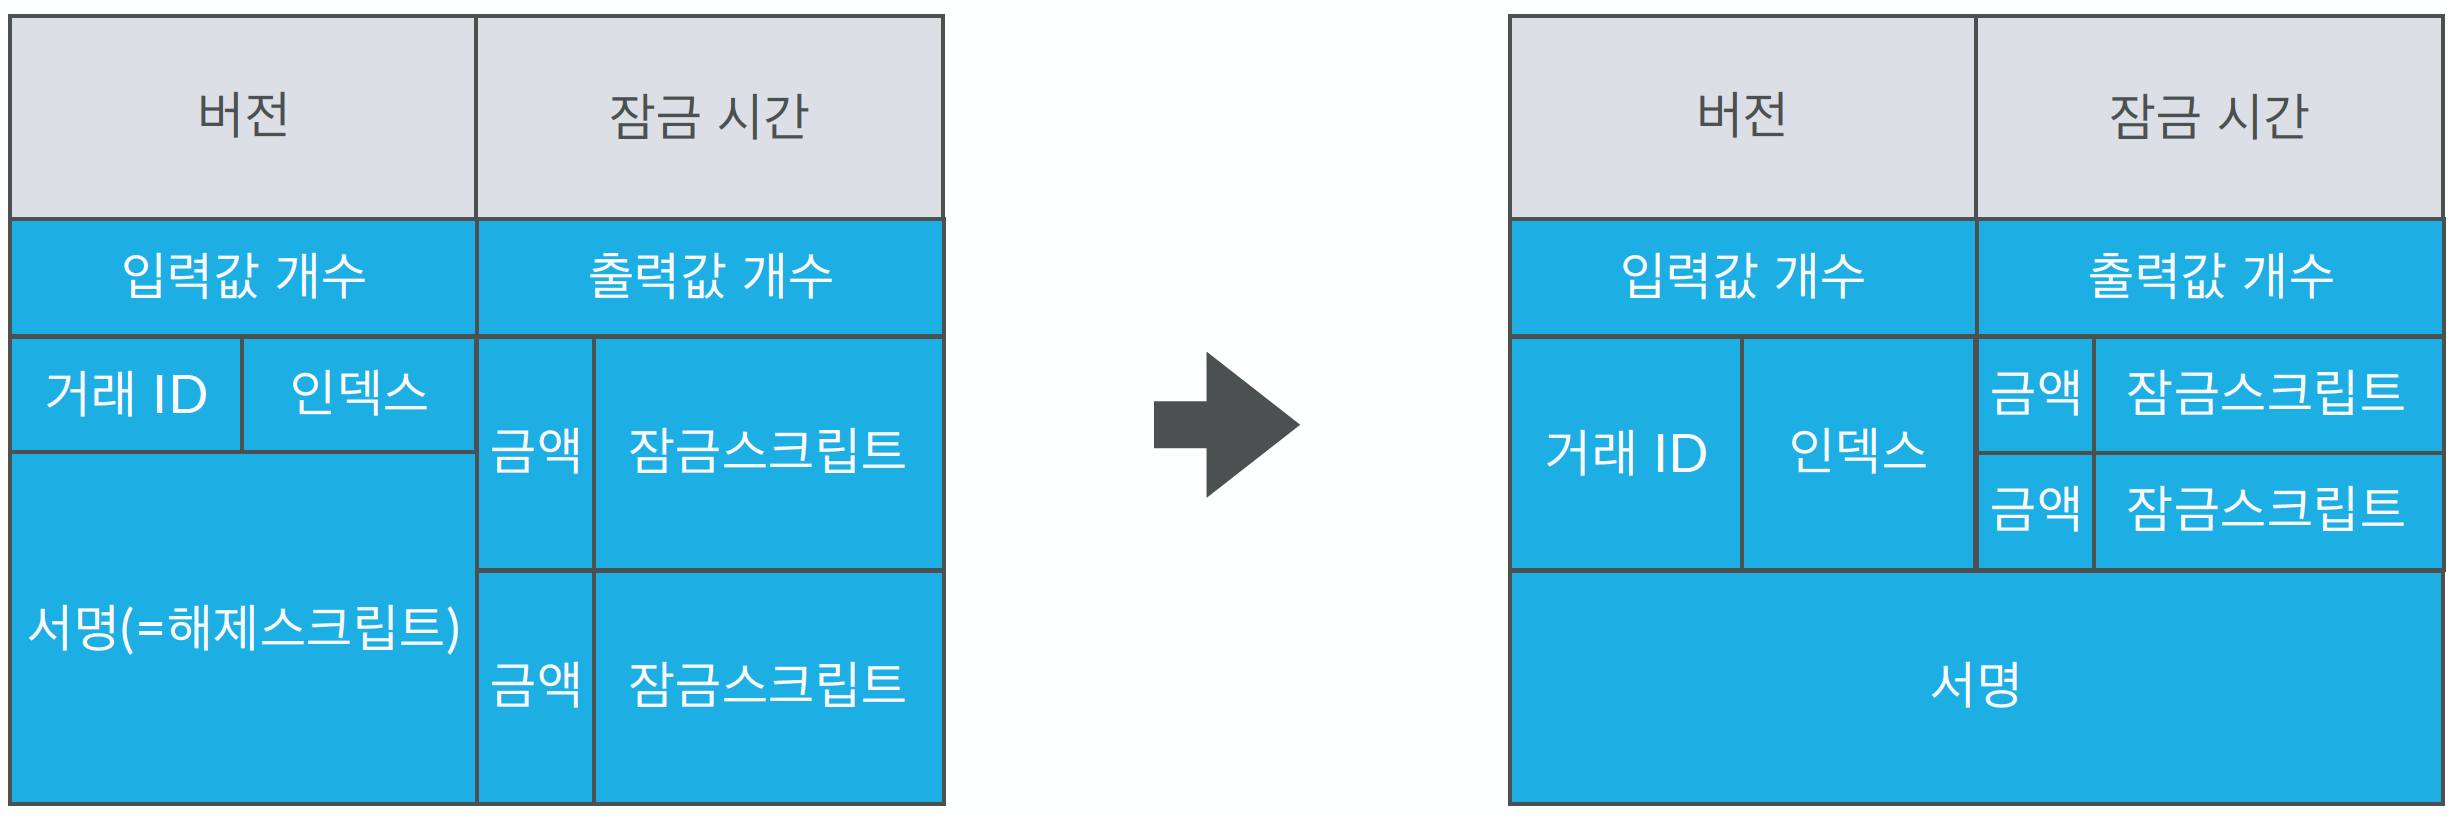 버전
잠금 시간
입력값 개수
출력값 개수
거래 ID
인덱스
금액
잠금스크립트
서명(=해제스크립트)
금액
잠금스크립트
버전
잠금 시간
입력값 개수
출력값 개수
거래 ID
인덱스
금액
잠금스크립트
금액
잠금스크립트
서명